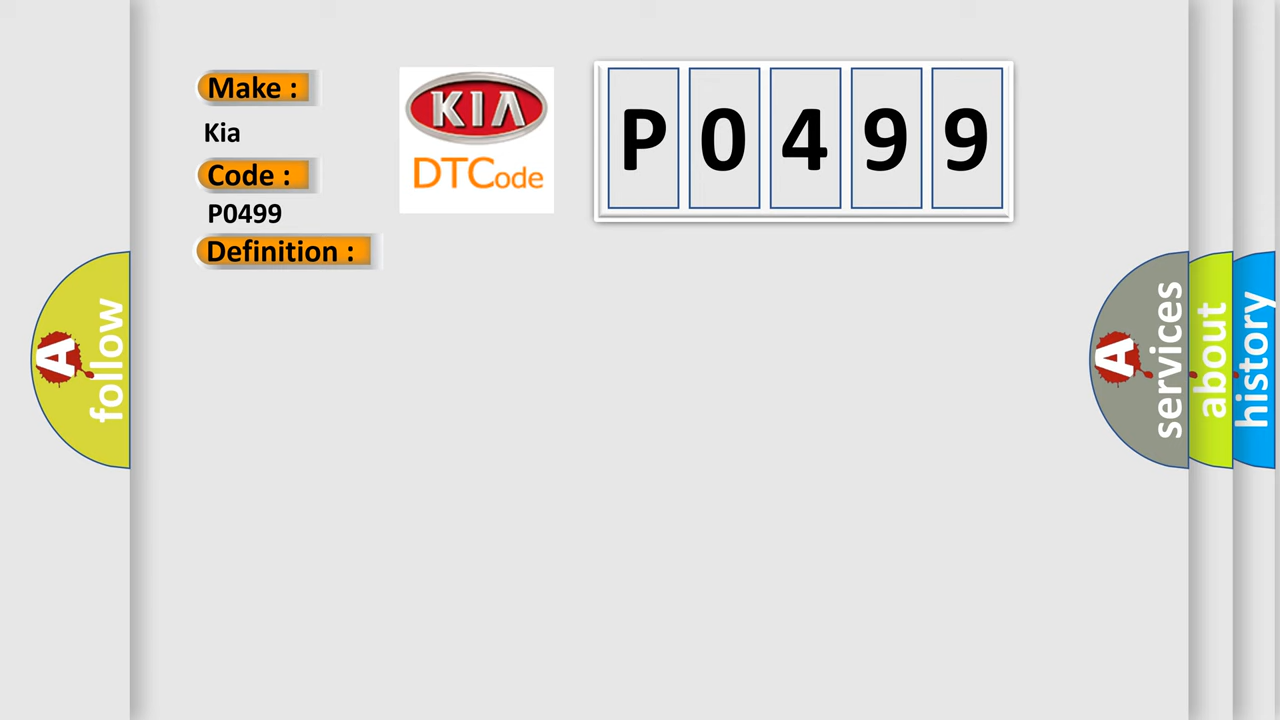 Make :
Kia
Code :
P0499
Definition :
KIA
DTCode
P 0 4 9 9
A follow
A services
about
history